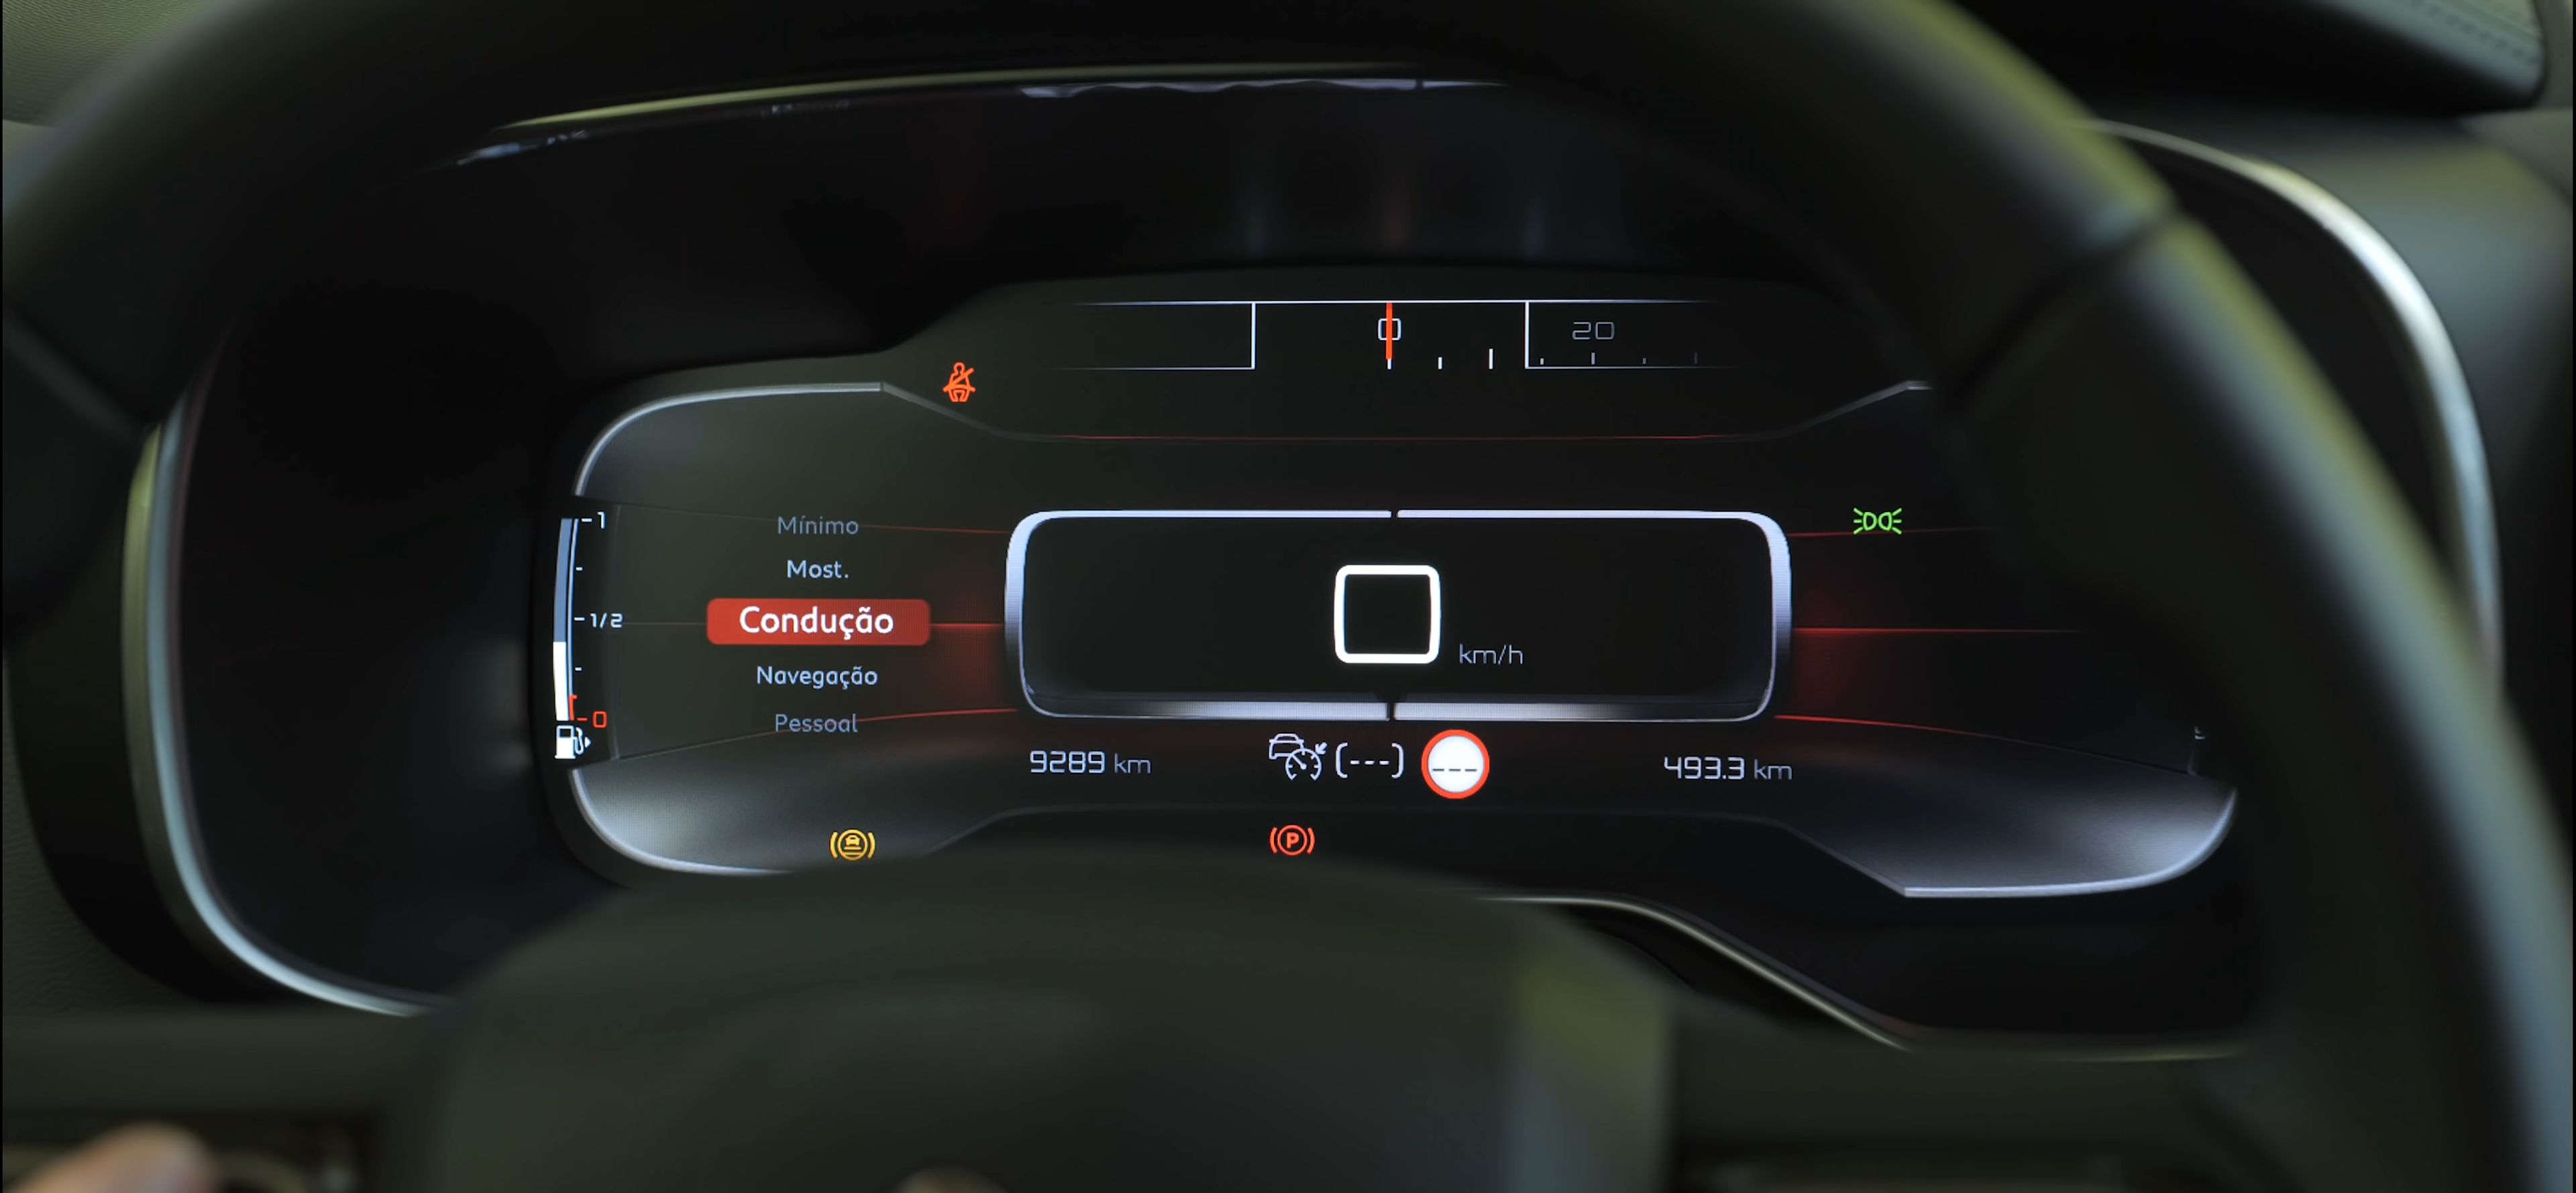 0 20
1
1/2
0
Mínimo
Most.
Condução
Navegação
Pessoal
0 km/h
9289 km
(---)
---
493.3 km
P